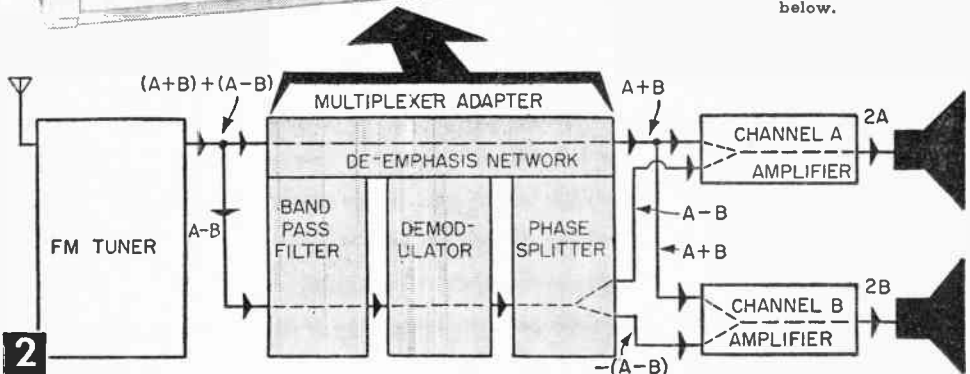 below.
(A+B)+(A-B)
MULTIPLEXER ADAPTER
A+B
2A
CHANNEL A
AMPLIFIER
DE-EMPHASIS NETWORK
FM TUNER
A-B
BAND
PASS
FILTER
DEMOD-
ULATOR
PHASE
SPLITTER
A-B
A+B
2B
CHANNEL B
AMPLIFIER
-(A-B)
2